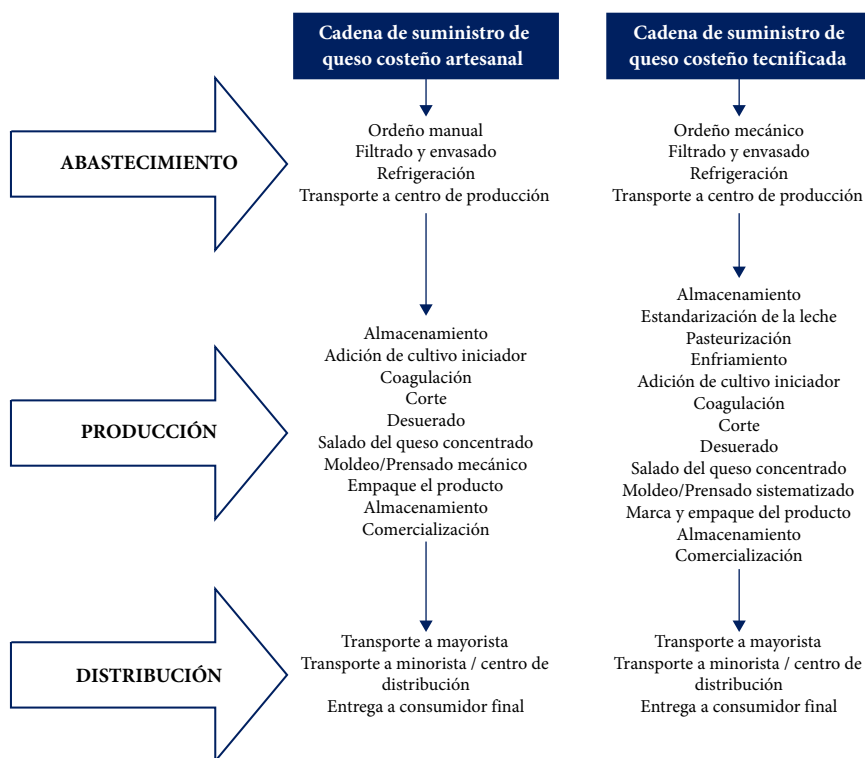 Cadena de suministro de
queso costeño artesanal
Cadena de suministro de
queso costeño tecnificada
ABASTECIMIENTO
Ordeño manual
Filtrado y envasado
Refrigeración
Transporte a centro de producción
Ordeño mecánico
Filtrado y envasado
Refrigeración
Transporte a centro de producción
PRODUCCIÓN
Almacenamiento
Adición de cultivo iniciador
Coagulación
Corte
Desuerado
Salado del queso concentrado
Moldeo/Prensado mecánico
Empaque el producto
Almacenamiento
Comercialización
Almacenamiento
Estandarización de la leche
Pasteurización
Enfriamiento
Adición de cultivo iniciador
Coagulación
Corte
Desuerado
Salado del queso concentrado
Moldeo/Prensado sistematizado
Marca y empaque del producto
Almacenamiento
Comercialización
DISTRIBUCIÓN
Transporte a mayorista
Transporte a minorista / centro de
distribución
Entrega a consumidor final
Transporte a mayorista
Transporte a minorista / centro de
distribución
Entrega a consumidor final